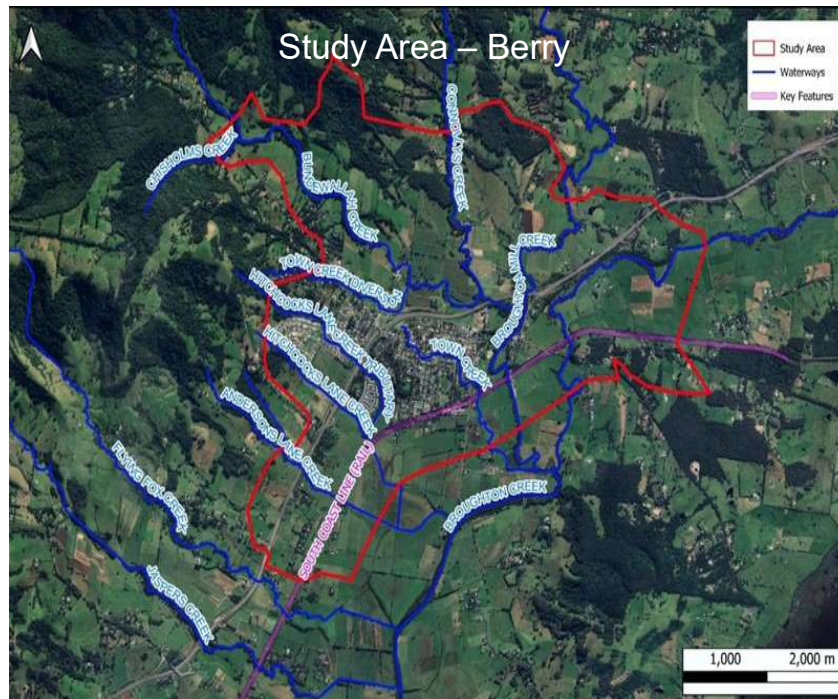 Study Area – Berry
Study Area
Waterways
Key Features
CHISHOLMS CREEK
BUNDEWALLAH CREEK
CONNOLLYS CREEK
TOWN CREEK DIVERSION
BROUGHTON MILL CREEK
HITCHCOCKS LANE CREEK TRIBUTARY
HITCHCOCKS LANE CREEK
TOWN CREEK
ANDERSONS LANE CREEK
FLYING FOX CREEK
SOUTH COAST LINE (RAIL)
BROUGHTON CREEK
JASPERS CREEK
1,000 2,000 m